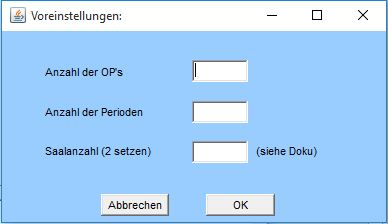 Voreinstellungen:
Anzahl der OP's
Anzahl der Perioden
Saalanzahl (2 setzen) (siehe Doku)
Abbrechen OK